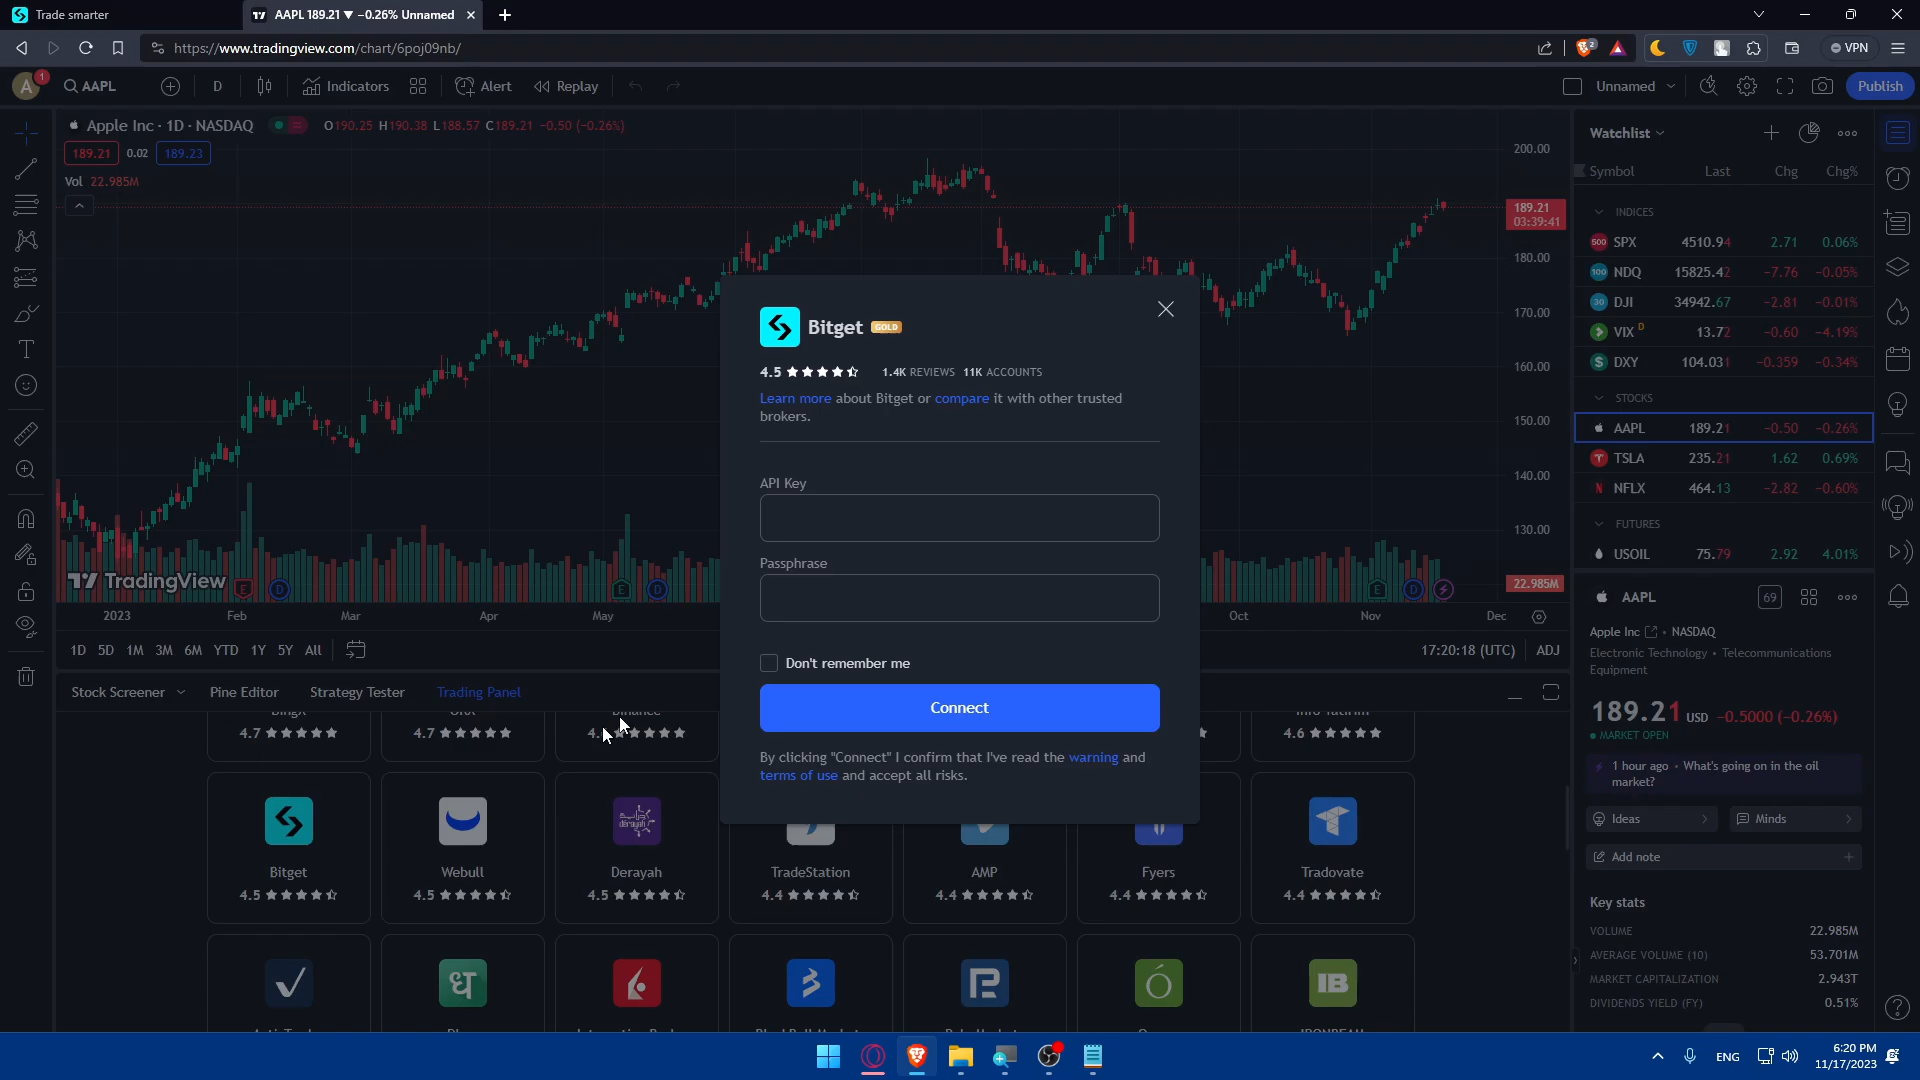 Trade smarter
AAPL 189.21 ▼ −0.26% Unnamed
https://www.tradingview.com/chart/6poj09nb/
2
VPN
A
1
AAPL
D
Indicators
Alert
Replay
Unnamed
Publish
Apple Inc · 1D · NASDAQ
O190.25 H190.38 L188.57 C189.21 −0.50 (−0.26%)
189.21
0.02
189.23
Vol 22.985M
200.00
189.21
03:39:41
180.00
170.00
160.00
150.00
140.00
130.00
22.985M
TradingView
E
D
E
D
E
D
2023
Feb
Mar
Apr
May
Oct
Nov
Dec
1D 5D 1M 3M 6M YTD 1Y 5Y All
17:20:18 (UTC)
ADJ
Stock Screener
Pine Editor
Strategy Tester
Trading Panel
Bitget GOLD
4.5
1.4K REVIEWS 11K ACCOUNTS
Learn more about Bitget or compare it with other trusted
brokers.
API Key
Passphrase
Don't remember me
Connect
By clicking "Connect" I confirm that I've read the warning and
terms of use and accept all risks.
Binance
4.7
4.7
4.6
Bitget
4.5
Webull
4.5
Derayah
4.5
TradeStation
4.4
AMP
4.4
Fyers
4.4
Tradovate
4.4
IB
Watchlist
Symbol Last Chg Chg%
INDICES
500 SPX 4510.94 2.71 0.06%
100 NDQ 15825.42 −7.76 −0.05%
30 DJI 34942.67 −2.81 −0.01%
VIX D 13.72 −0.60 −4.19%
DXY 104.031 −0.359 −0.34%
STOCKS
AAPL 189.21 −0.50 −0.26%
TSLA 235.21 1.62 0.69%
NFLX 464.13 −2.82 −0.60%
FUTURES
USOIL 75.79 2.92 4.01%
AAPL
69
Apple Inc · NASDAQ
Electronic Technology • Telecommunications
Equipment
189.21 USD −0.5000 (−0.26%)
MARKET OPEN
1 hour ago • What's going on in the oil
market?
Ideas
Minds
Add note
Key stats
VOLUME 22.985M
AVERAGE VOLUME (10) 53.701M
MARKET CAPITALIZATION 2.943T
DIVIDENDS YIELD (FY) 0.51%
ENG
6:20 PM
11/17/2023